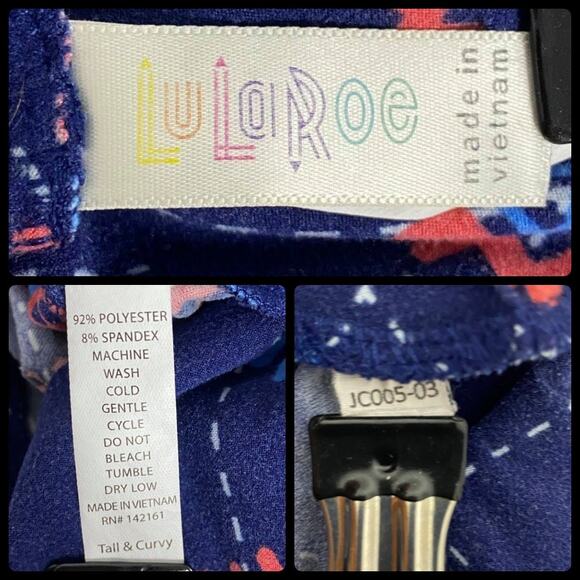 LuLaRoe
made in
vietnam
92% POLYESTER
8% SPANDEX
MACHINE
WASH
COLD
GENTLE
CYCLE
DO NOT
BLEACH
TUMBLE
DRY LOW
MADE IN VIETNAM
RN# 142161
Tall & Curvy
JC005-03